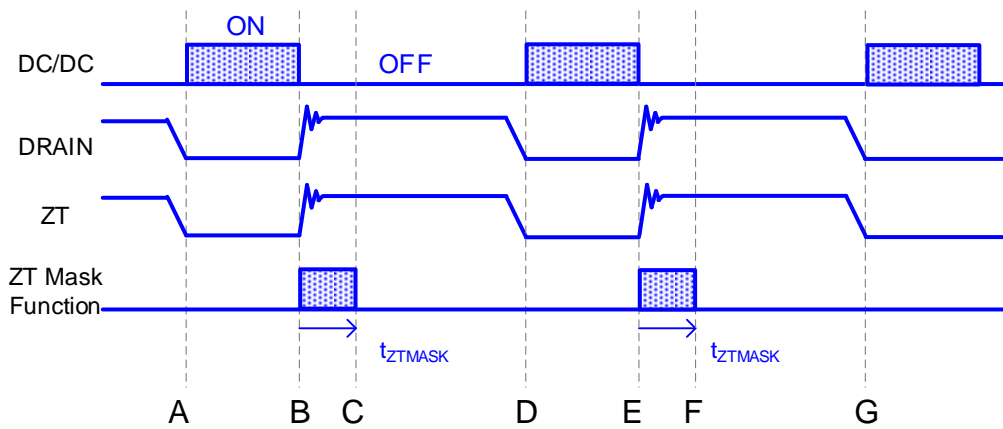 ON
DC/DC
OFF
DRAIN
ZT
ZT Mask
Function
tZTMASK
tZTMASK
A
B
C
D
E
F
G